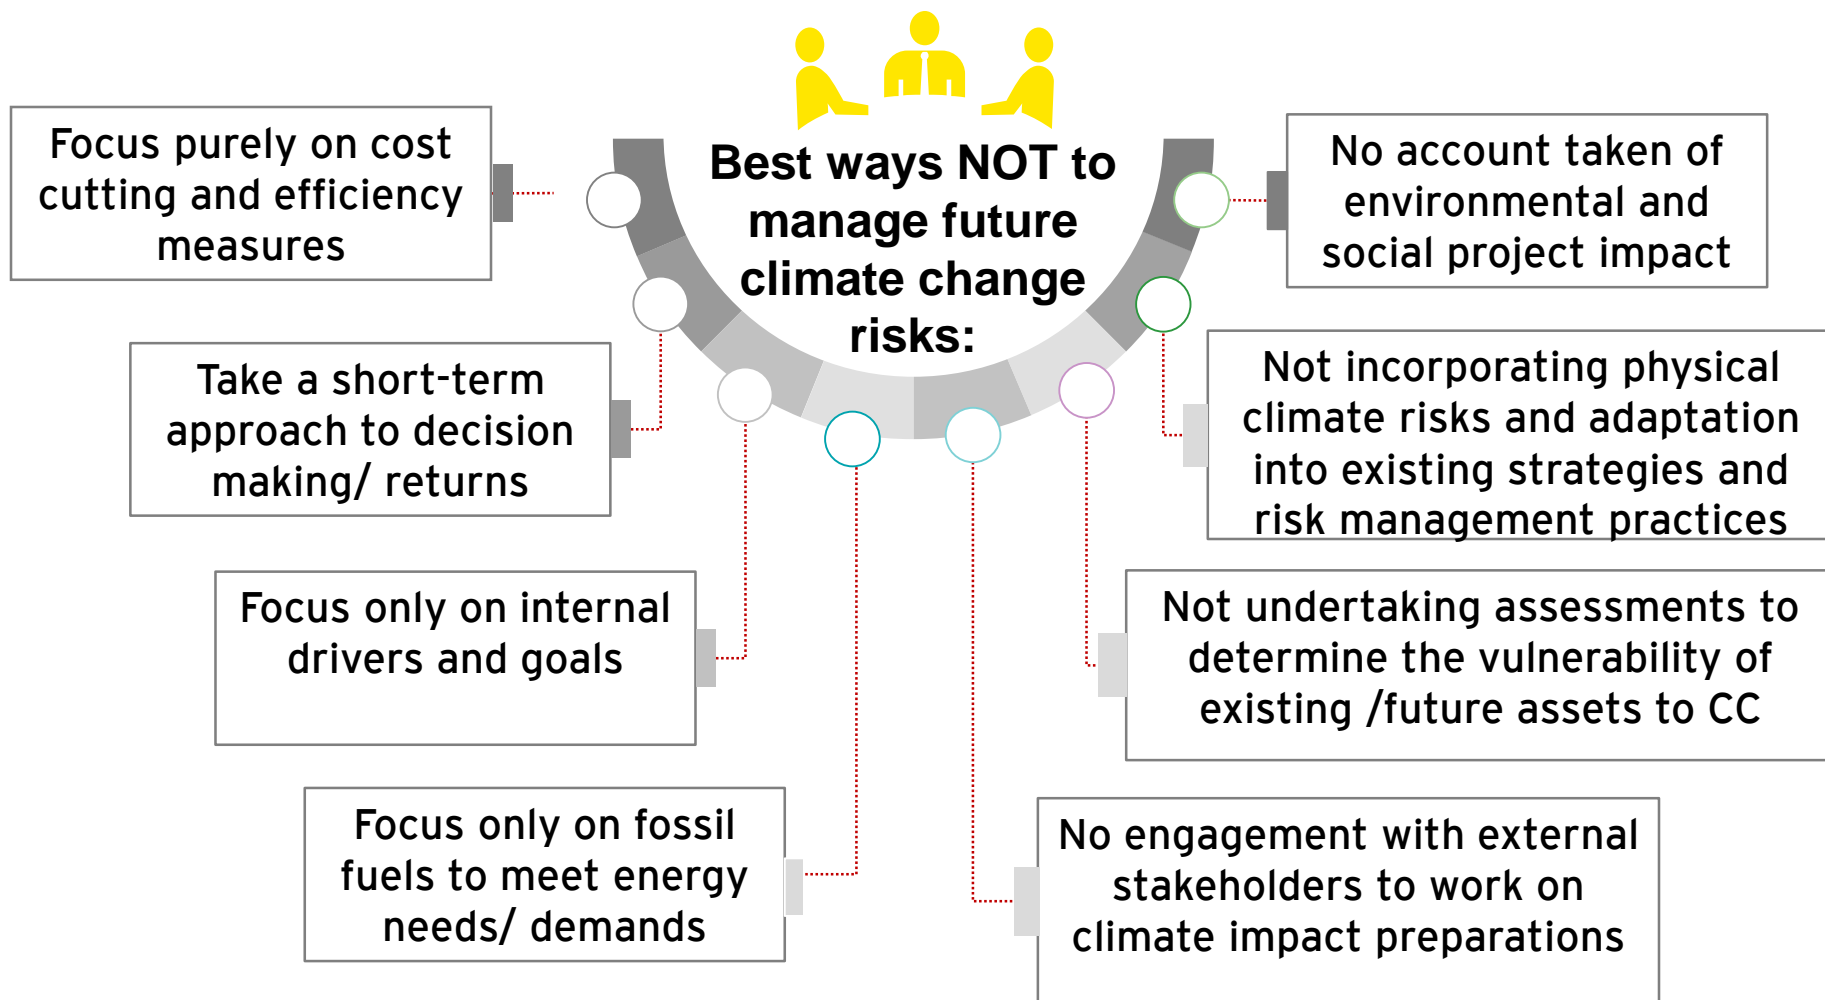 Best ways NOT to
manage future
climate change
risks:
Focus purely on cost
cutting and efficiency
measures
Take a short-term
approach to decision
making/ returns
Focus only on internal
drivers and goals
Focus only on fossil
fuels to meet energy
needs/ demands
No account taken of
environmental and
social project impact
Not incorporating physical
climate risks and adaptation
into existing strategies and
risk management practices
Not undertaking assessments to
determine the vulnerability of
existing /future assets to CC
No engagement with external
stakeholders to work on
climate impact preparations